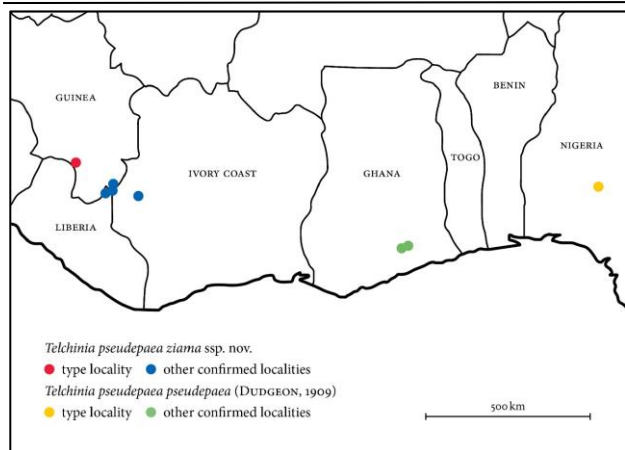 GUINEA
BENIN
NIGERIA
IVORY COAST
GHANA
TOGO
LIBERIA
Telchinia pseudepaea ziama ssp. nov.
type locality other confirmed localities
Telchinia pseudepaea pseudepaea (DUDGEON, 1909)
type locality other confirmed localities
500 km